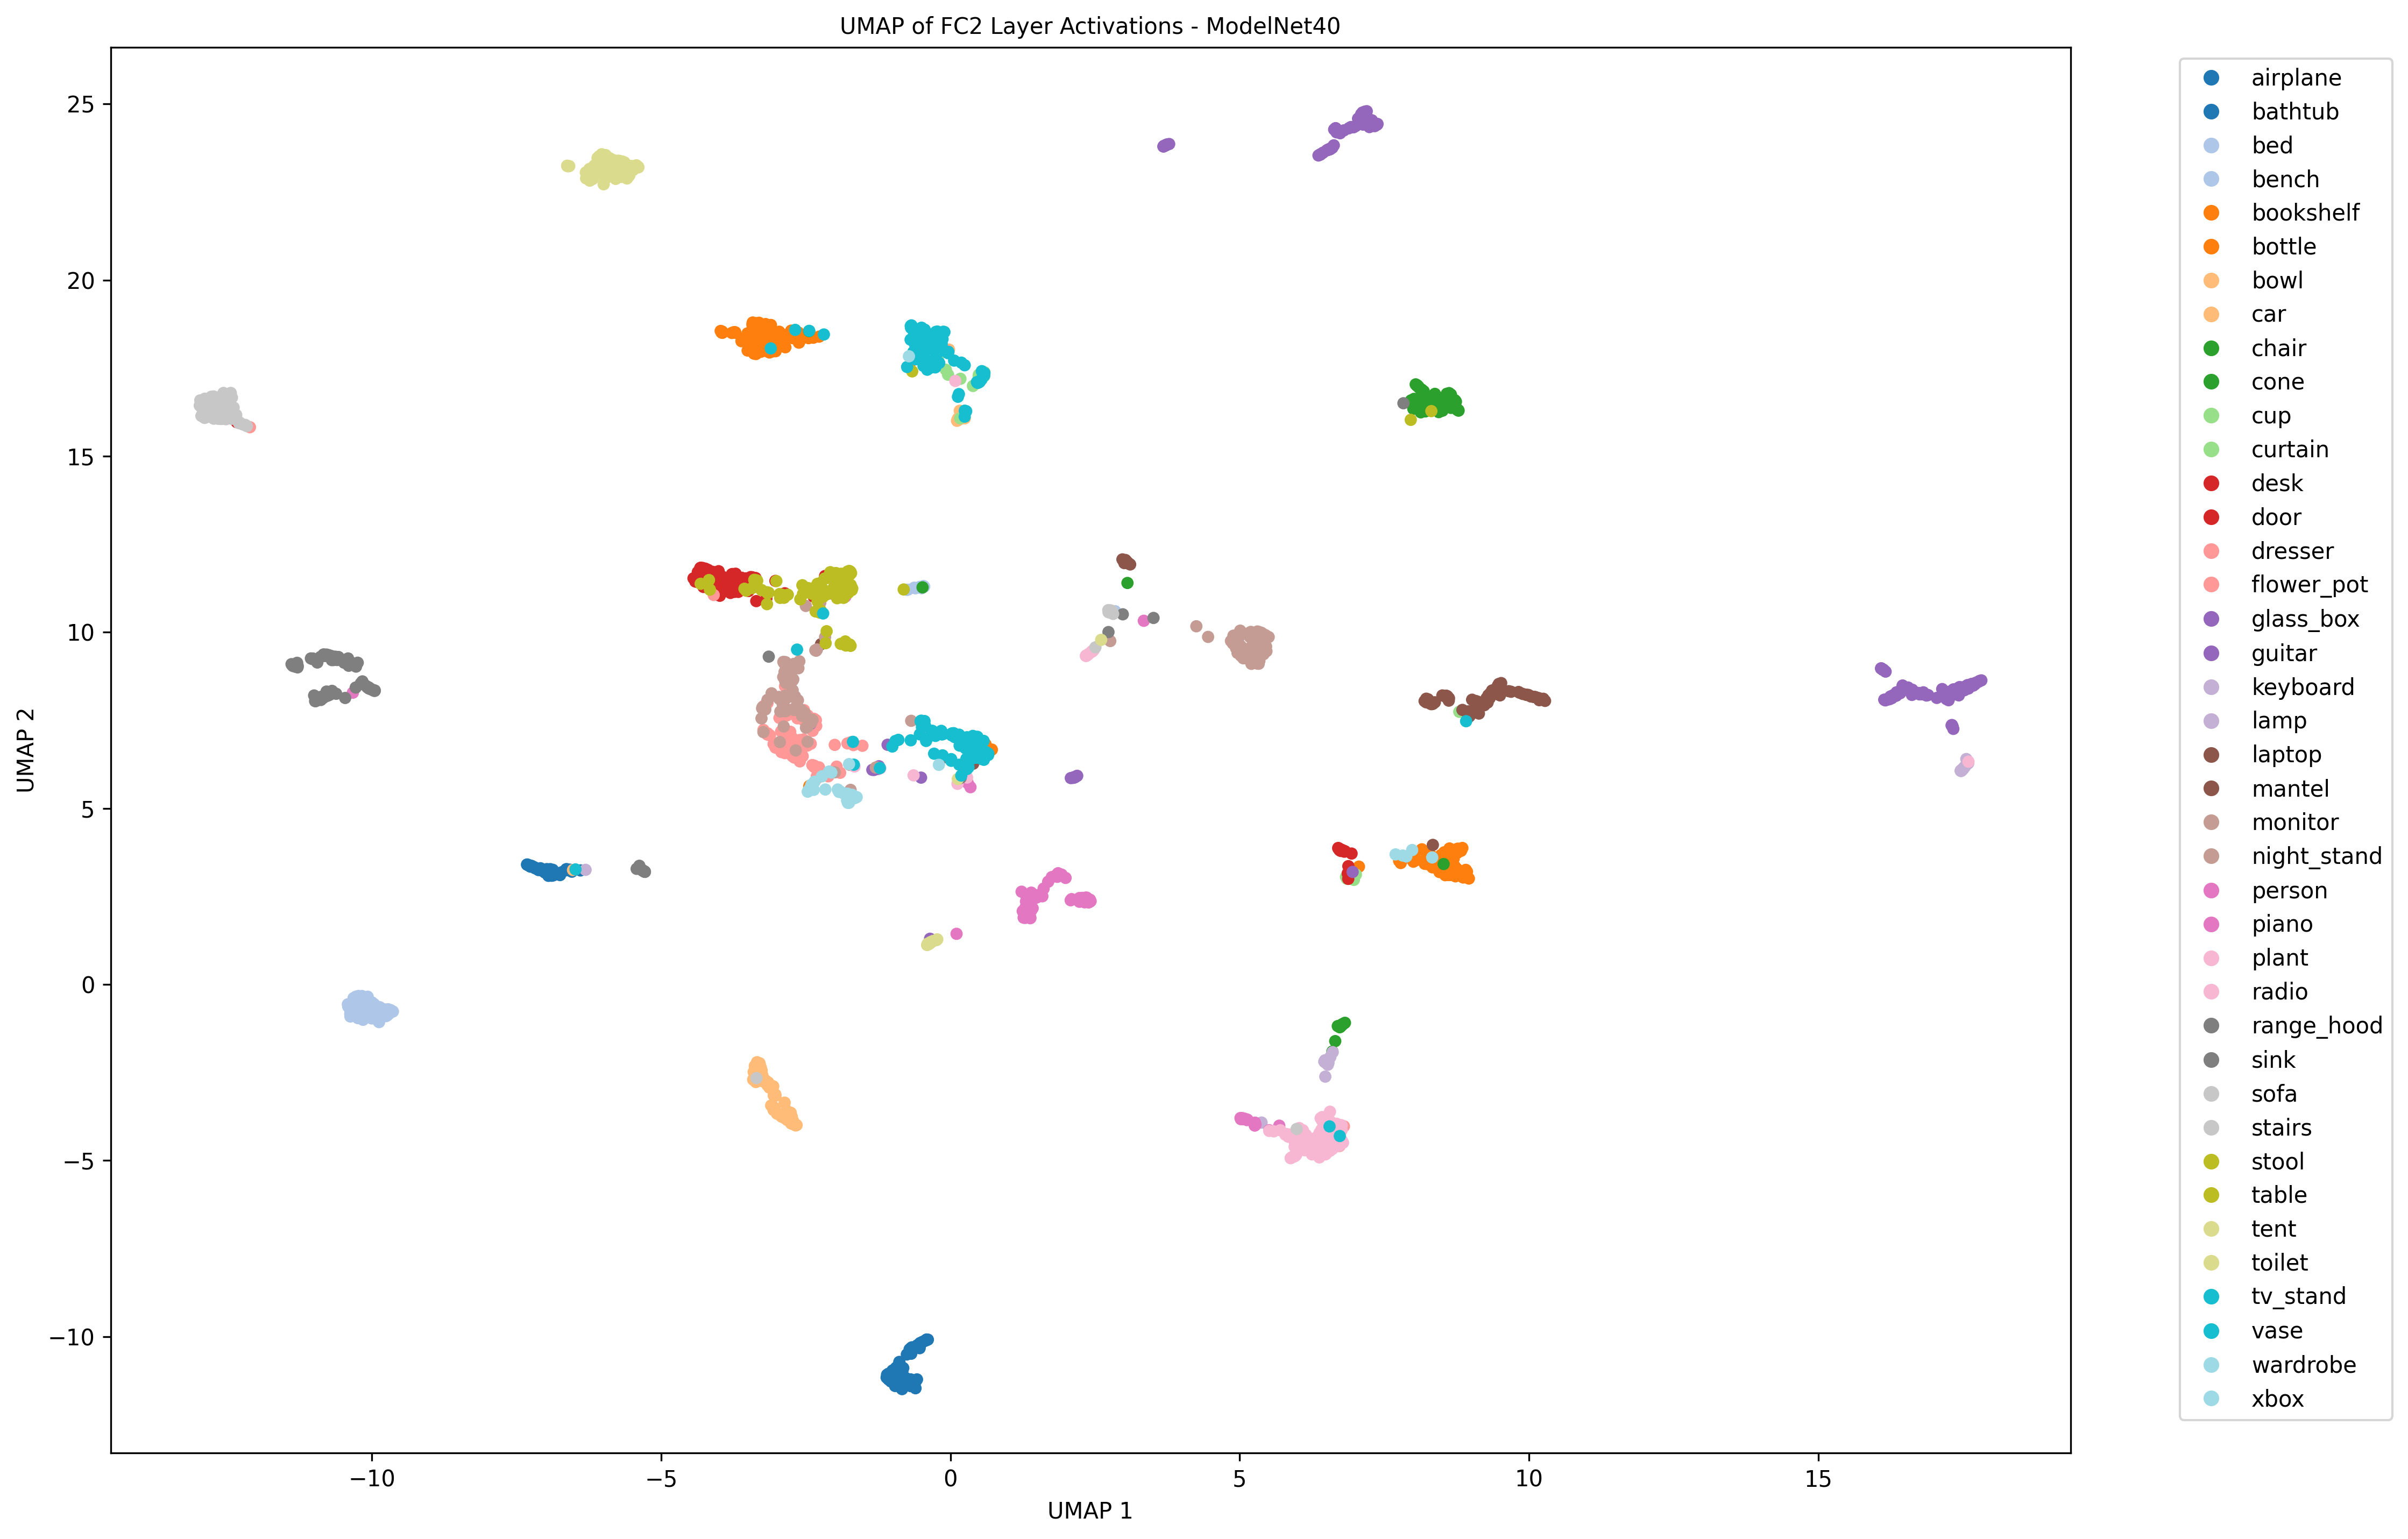 UMAP of FC2 Layer Activations - ModelNet40
25
20
15
10
5
0
−5
−10
UMAP 2
−10
−5
0
5
10
15
UMAP 1
airplane
bathtub
bed
bench
bookshelf
bottle
bowl
car
chair
cone
cup
curtain
desk
door
dresser
flower_pot
glass_box
guitar
keyboard
lamp
laptop
mantel
monitor
night_stand
person
piano
plant
radio
range_hood
sink
sofa
stairs
stool
table
tent
toilet
tv_stand
vase
wardrobe
xbox